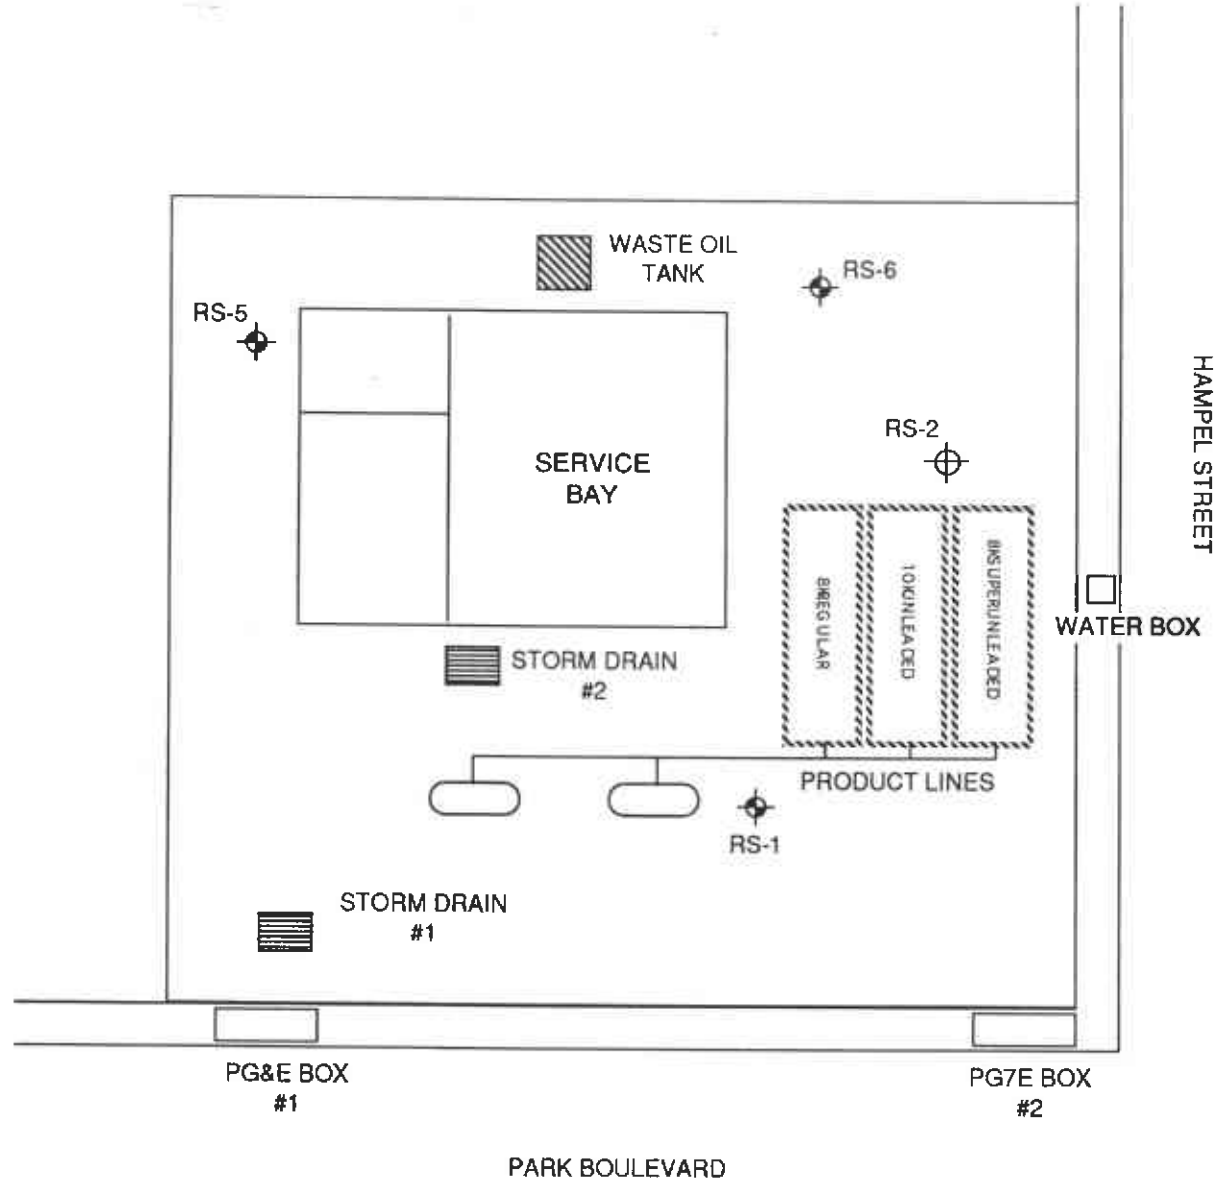 WASTE OIL
TANK
RS-6
RS-5
HAMPEL STREET
RS-2
SERVICE
BAY
8KREGULAR
10KUNLEADED
8KSUPERUNLEADED
WATER BOX
STORM DRAIN
#2
PRODUCT LINES
RS-1
STORM DRAIN
#1
PG&E BOX
#1
PG7E BOX
#2
PARK BOULEVARD